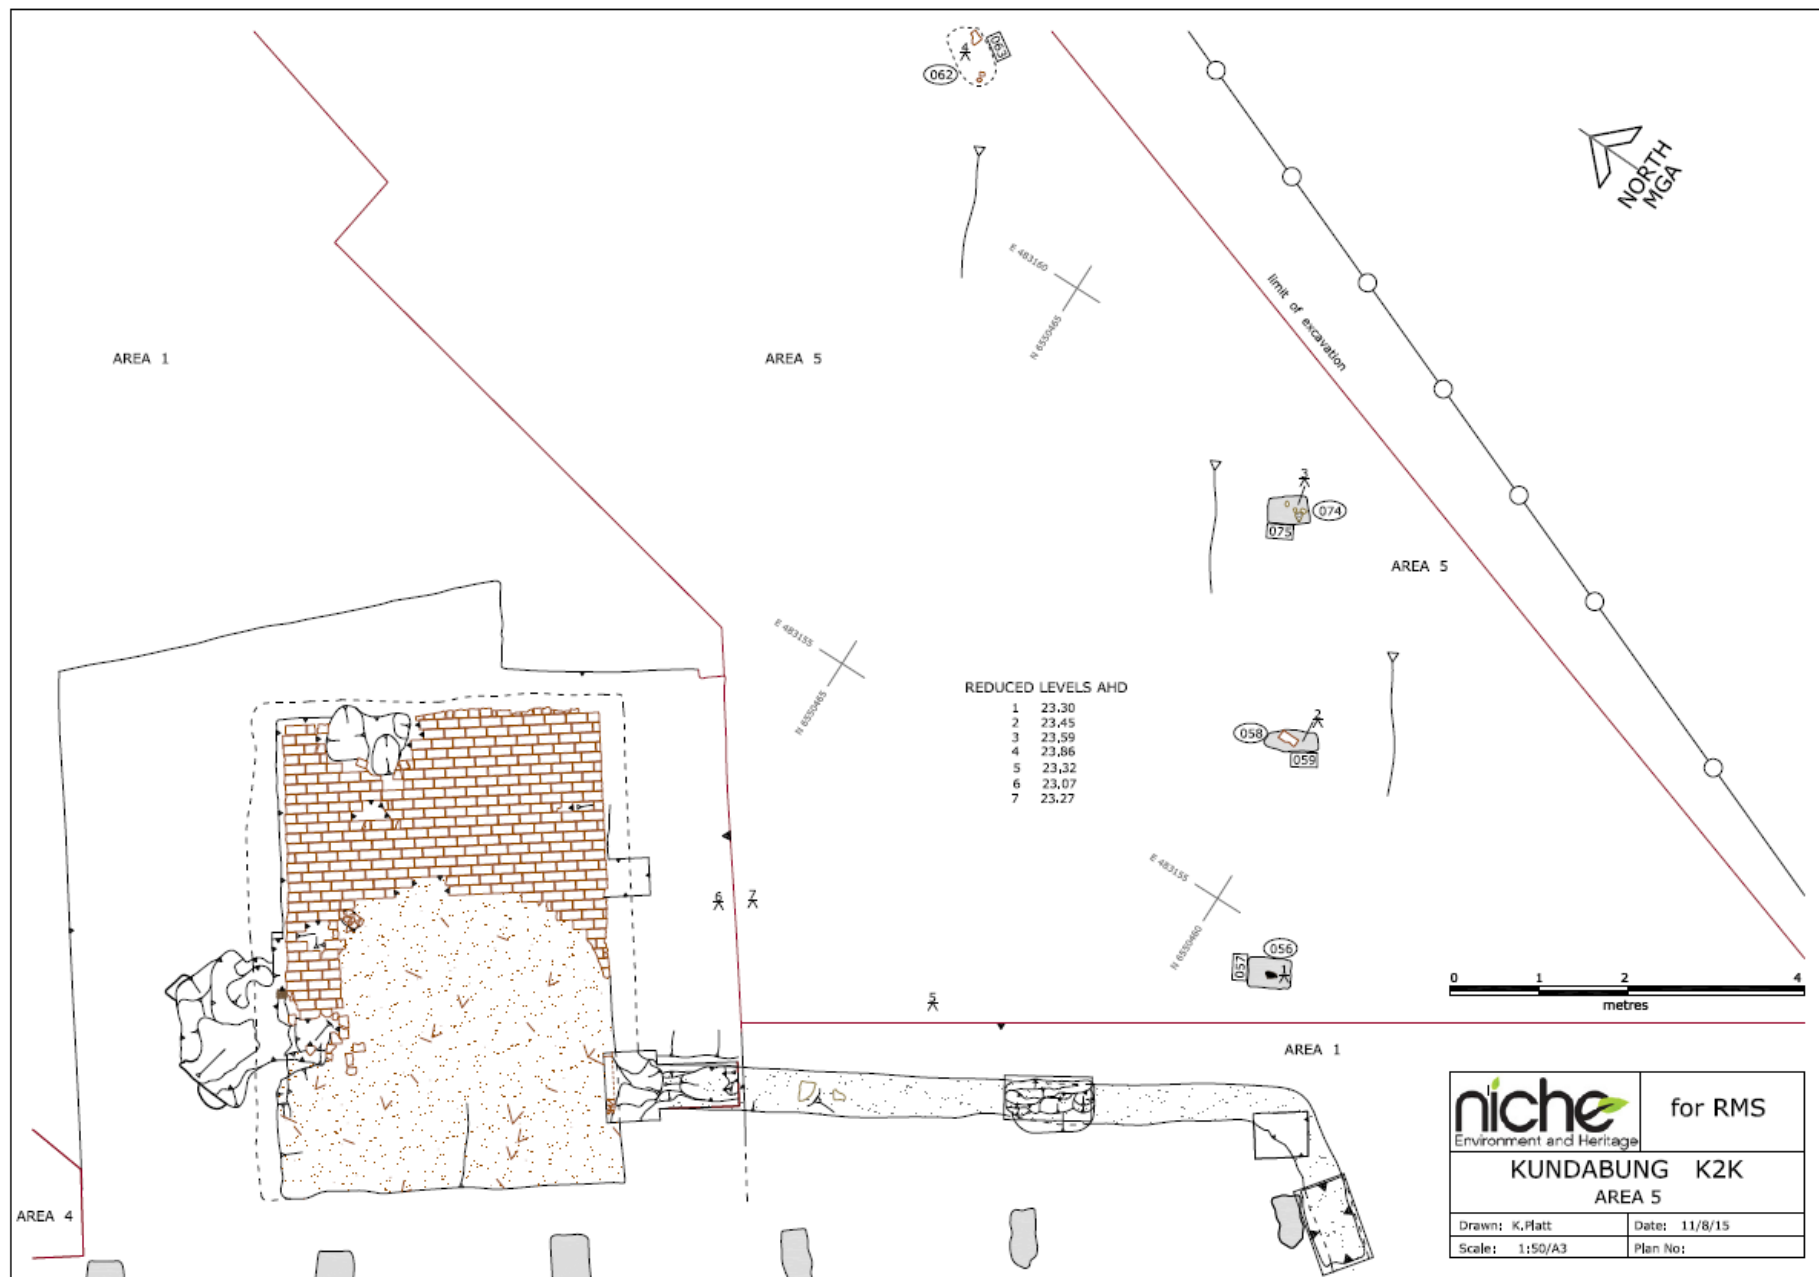 4
063
062
NORTH
MGA
E 483160
N 6550465
limit of excavation
AREA 1
AREA 5
3
074
075
AREA 5
E 483155
N 6550465
REDUCED LEVELS AHD
1 23.30
2 23.45
3 23.59
4 23.86
5 23.32
6 23.07
7 23.27
2
058
059
E 483155
N 6550460
6
7
056
057
1
5
0 1 2 4
metres
AREA 1
niche
Environment and Heritage
for RMS
KUNDABUNG K2K
AREA 5
Drawn: K.Platt
Date: 11/8/15
Scale: 1:50/A3
Plan No:
AREA 4